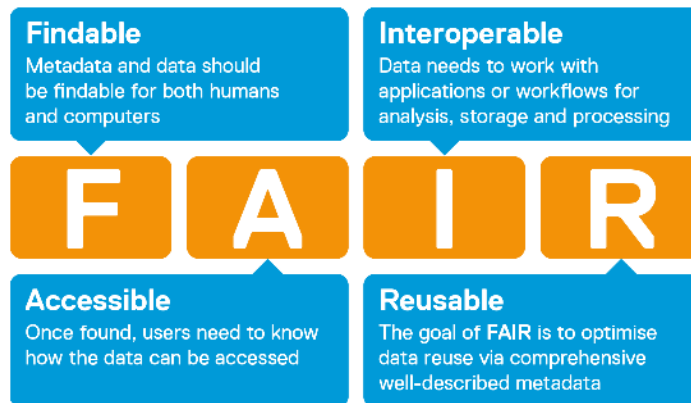 Findable
Metadata and data should
be findable for both humans
and computers
Interoperable
Data needs to work with
applications or workflows for
analysis, storage and processing
F A I R
Accessible
Once found, users need to know
how the data can be accessed
Reusable
The goal of FAIR is to optimise
data reuse via comprehensive
well-described metadata